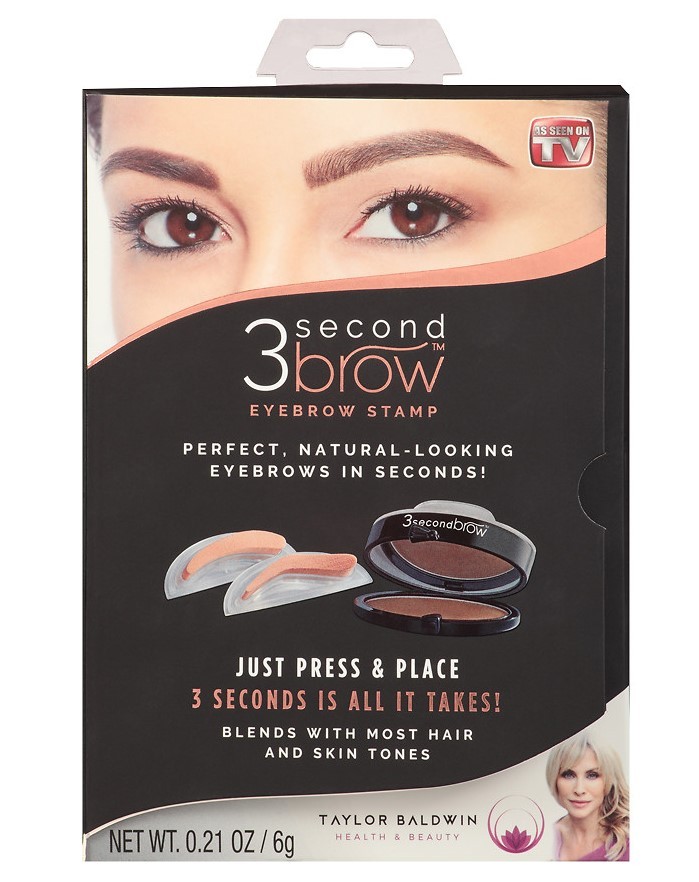 AS SEEN ON
TV
3 second
brow™
EYEBROW STAMP
PERFECT, NATURAL-LOOKING
EYEBROWS IN SECONDS!
3secondbrow™
JUST PRESS & PLACE
3 SECONDS IS ALL IT TAKES!
BLENDS WITH MOST HAIR
AND SKIN TONES
TAYLOR BALDWIN
HEALTH & BEAUTY
NET WT. 0.21 OZ / 6g